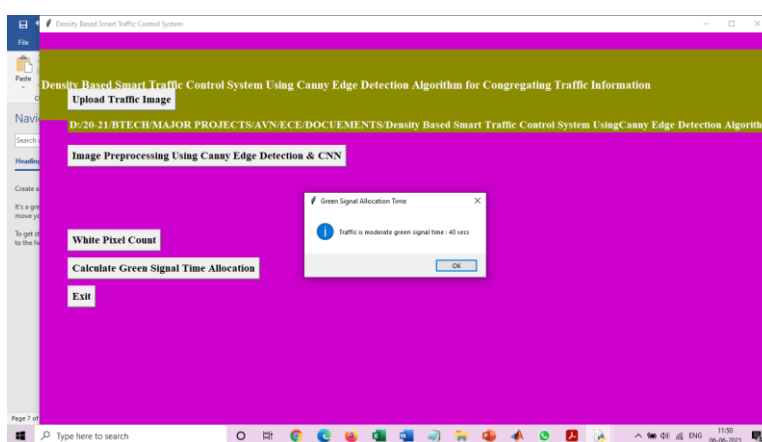 Density Based Smart Traffic Control System
File
Paste
Density Based Smart Traffic Control System Using Canny Edge Detection Algorithm for Congregating Traffic Information
Upload Traffic Image
Navi
D:/20-21/BTECH/MAJOR PROJECTS/AVN/ECE/DOCUEMENTS/Density Based Smart Traffic Control System UsingCanny Edge Detection Algorith
Search
Heading
Image Preprocessing Using Canny Edge Detection & CNN
Create a
It's a gre
move yo
To get st
to the he
Green Signal Allocation Time
Traffic is moderate green signal time : 40 secs
OK
White Pixel Count
Calculate Green Signal Time Allocation
Exit
Page 7 of
Type here to search
ENG
11:50
06-06-2021